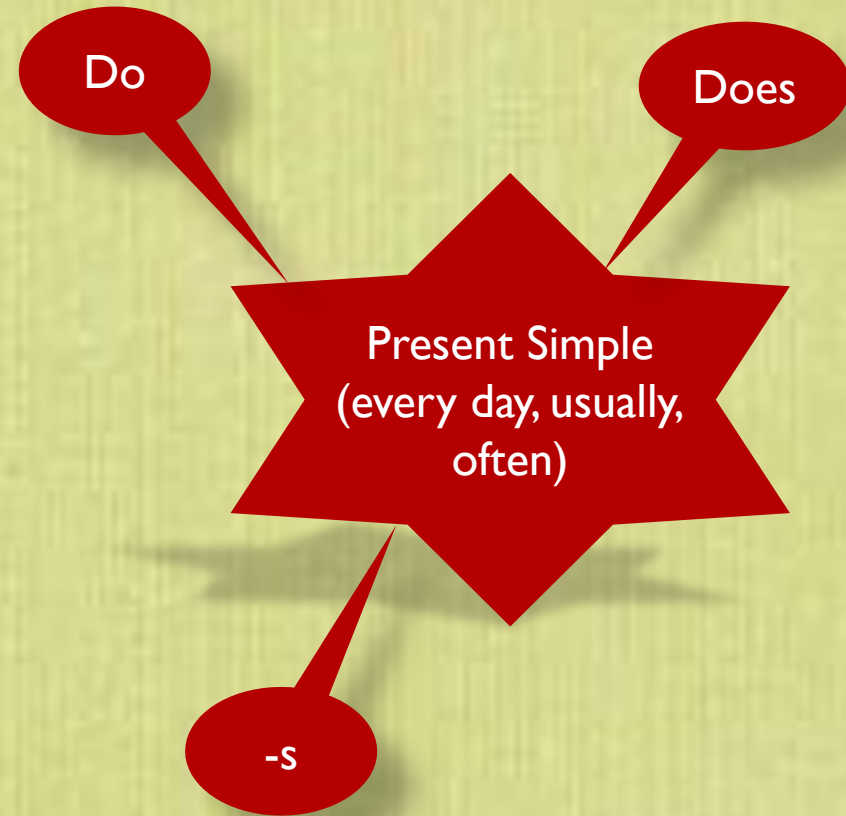 Do
Does
Present Simple
(every day, usually,
often)
-s